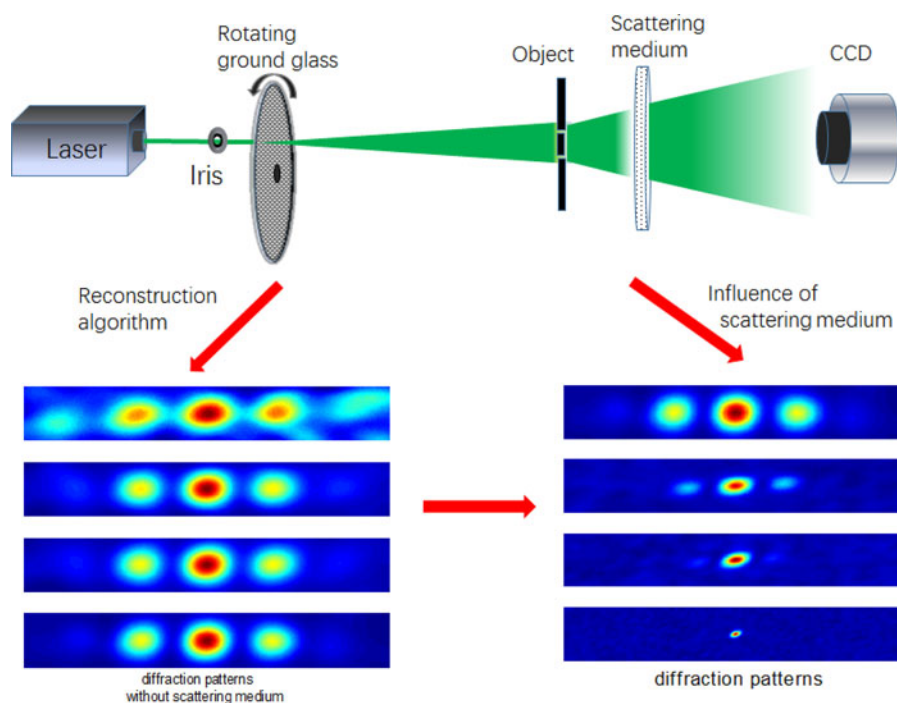 Rotating
ground glass
Scattering
medium
Object
CCD
Laser
Iris
Reconstruction
algorithm
Influence of
scattering medium
diffraction patterns
without scattering medium
diffraction patterns